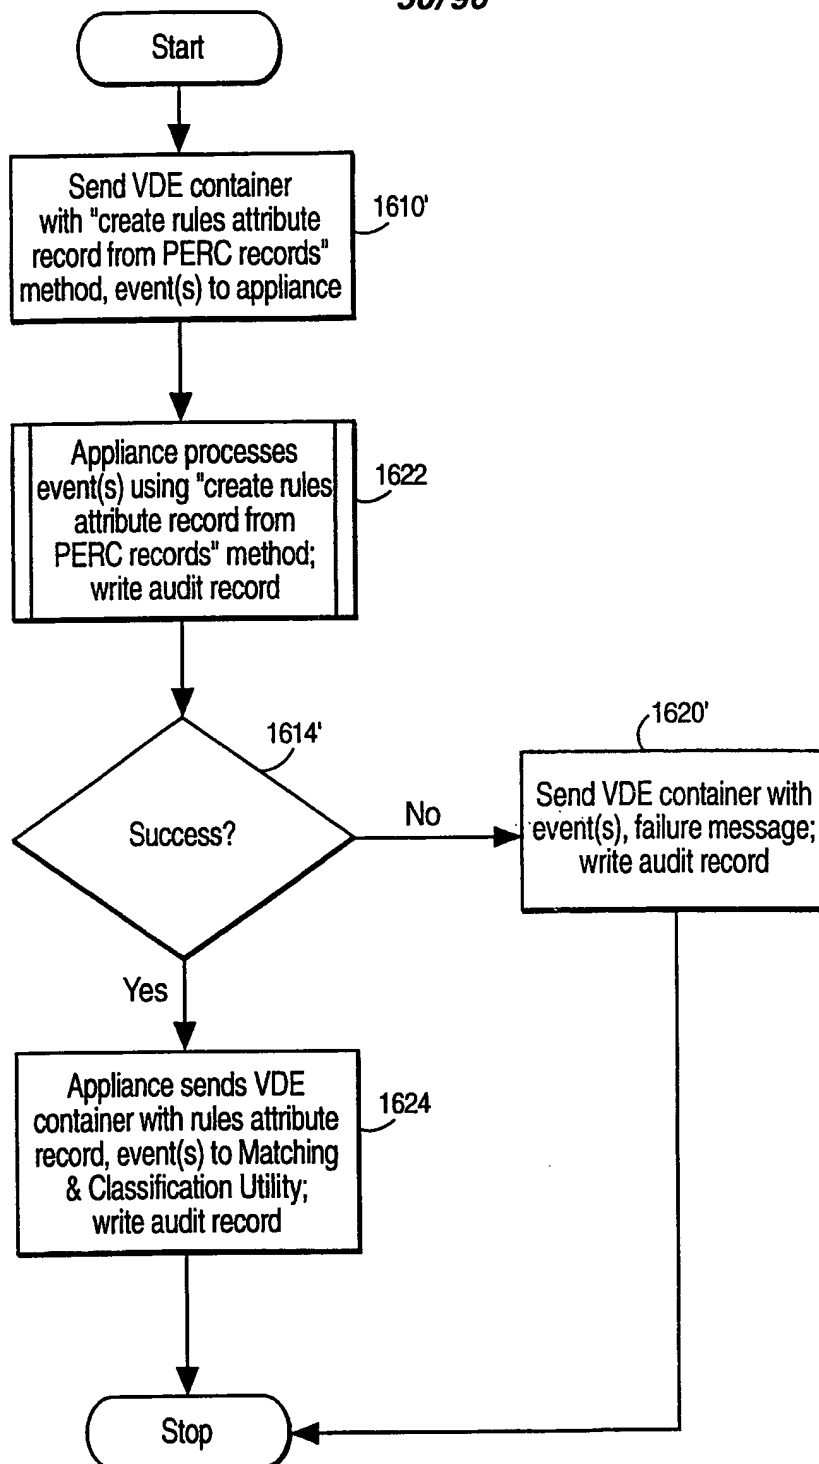 Start
Send VDE container
with "create rules attribute
record from PERC records"
method, event(s) to appliance
1610'
Appliance processes
event(s) using "create rules
attribute record from
PERC records" method;
write audit record
1622
Success?
1614'
No
1620'
Send VDE container with
event(s), failure message;
write audit record
Yes
Appliance sends VDE
container with rules attribute
record, event(s) to Matching
& Classification Utility;
write audit record
1624
Stop